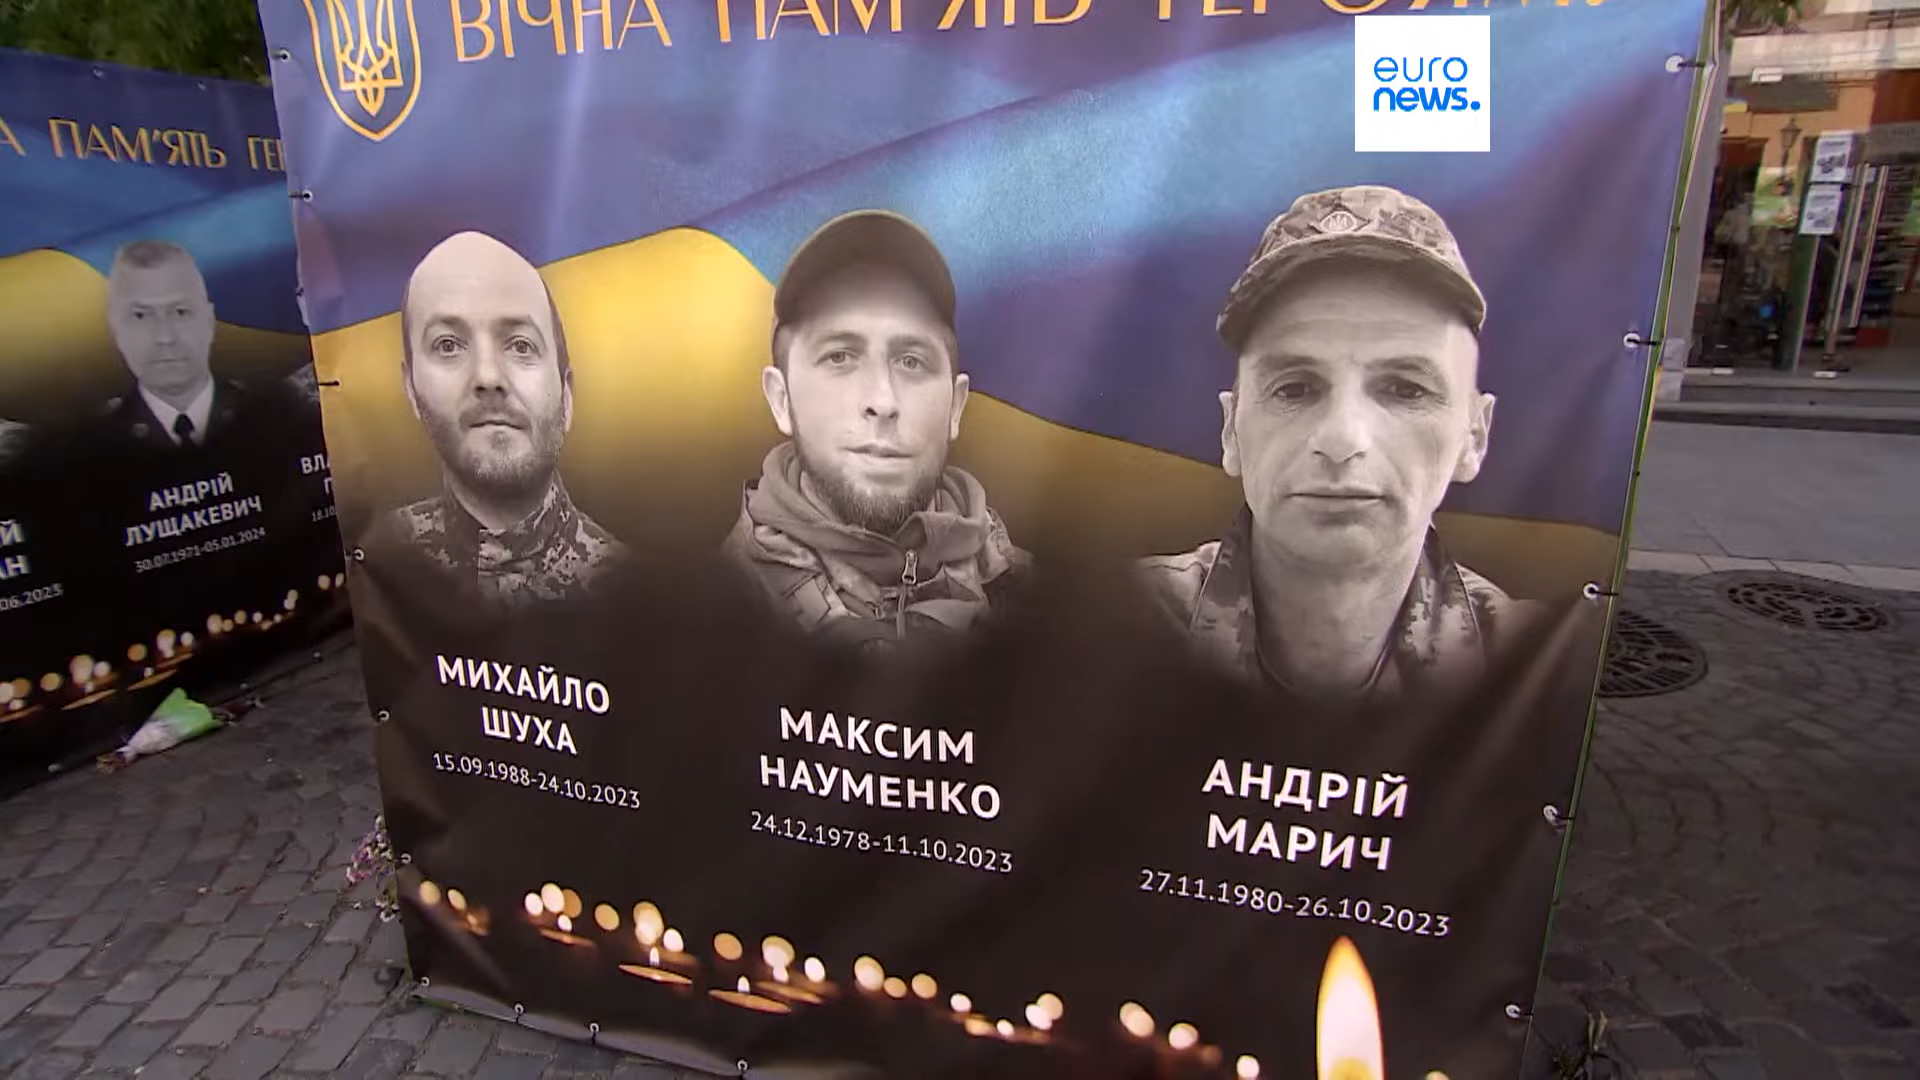 ВІЧНА ПАМ'ЯТЬ ГЕРОЯМ!
euro
news.
ПАМ'ЯТЬ
АНДРІЙ
ЛУЩАКЕВИЧ
30.07.1971-05.01.2024
МИХАЙЛО
ШУХА
15.09.1988-24.10.2023
МАКСИМ
НАУМЕНКО
24.12.1978-11.10.2023
АНДРІЙ
МАРИЧ
27.11.1980-26.10.2023